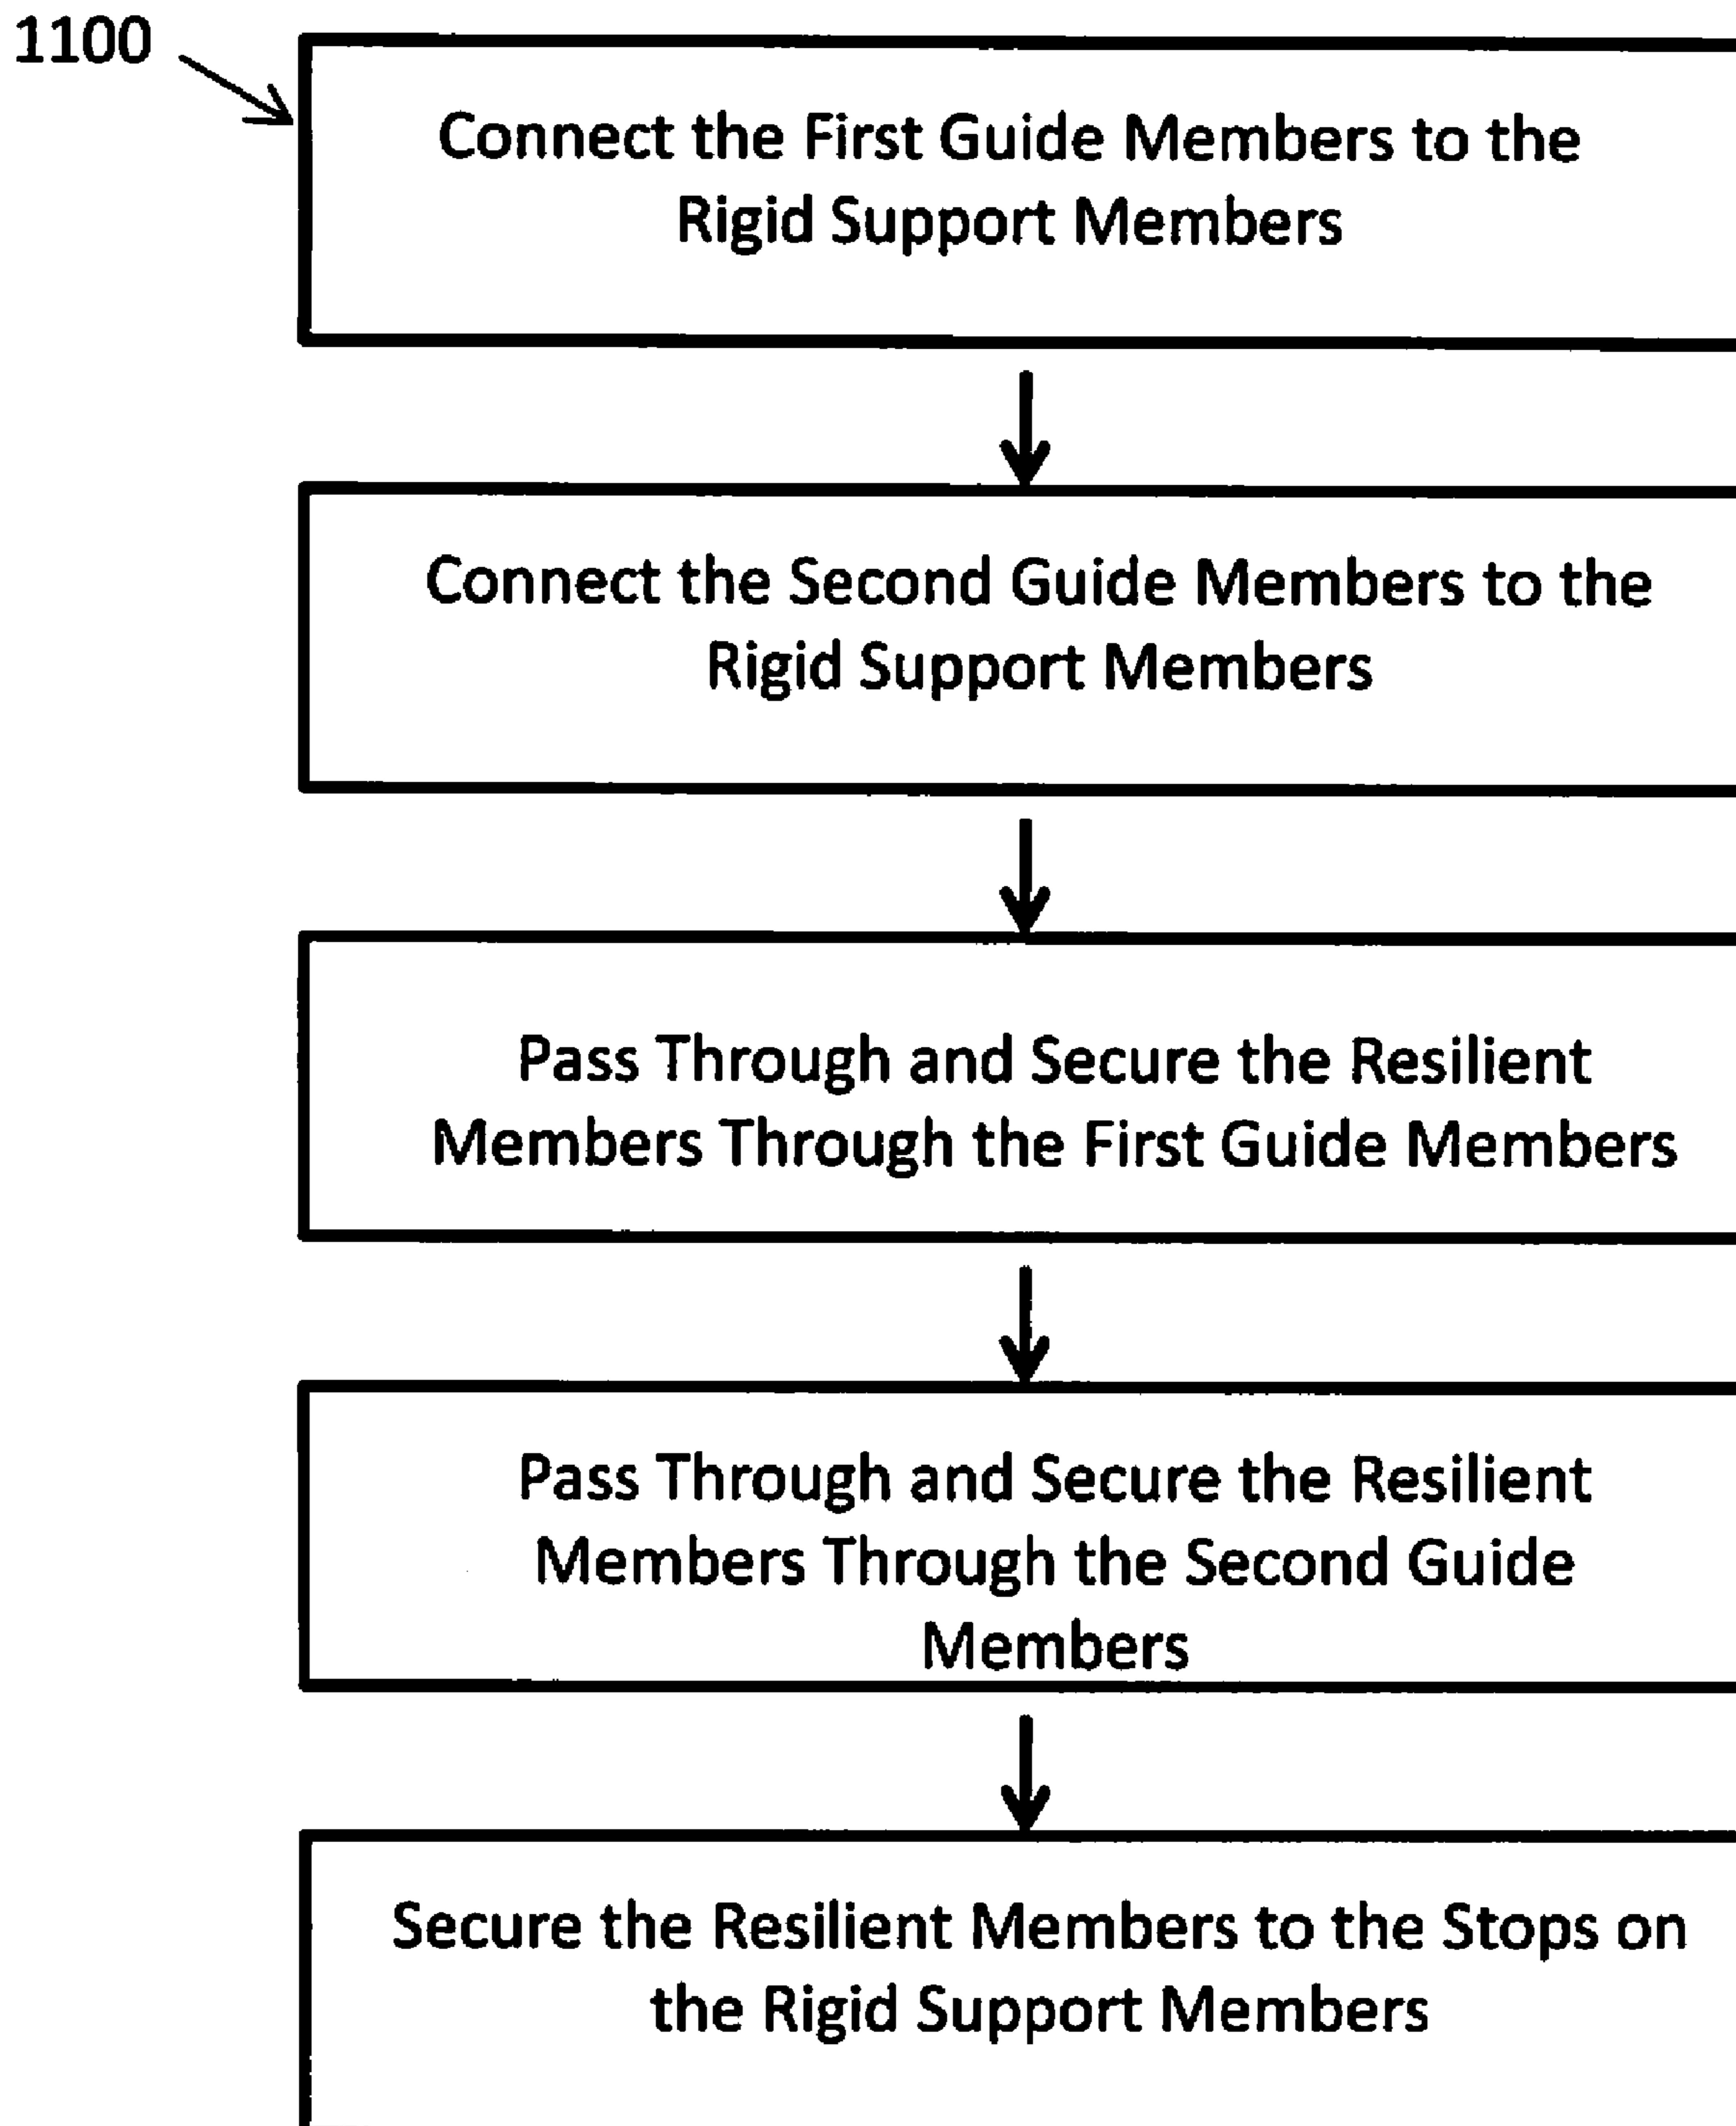 1100
Connect the First Guide Members to the
Rigid Support Members
Connect the Second Guide Members to the
Rigid Support Members
Pass Through and Secure the Resilient
Members Through the First Guide Members
Pass Through and Secure the Resilient
Members Through the Second Guide
Members
Secure the Resilient Members to the Stops on
the Rigid Support Members